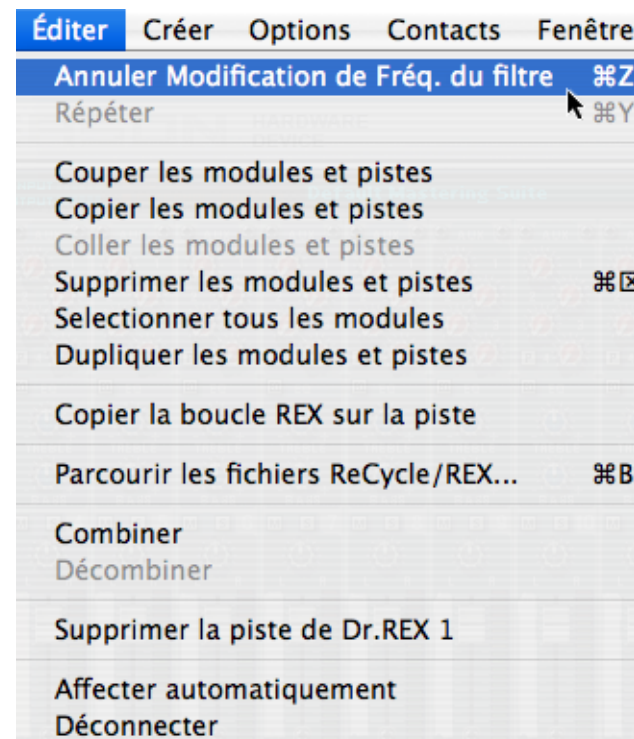 Éditer Créer Options Contacts Fenêtre
Annuler Modification de Fréq. du filtre ⌘Z
Répéter ⌘Y
Couper les modules et pistes
Copier les modules et pistes
Coller les modules et pistes
Supprimer les modules et pistes ⌘⌦
Selectionner tous les modules
Dupliquer les modules et pistes
Copier la boucle REX sur la piste
Parcourir les fichiers ReCycle/REX... ⌘B
Combiner
Décombiner
Supprimer la piste de Dr.REX 1
Affecter automatiquement
Déconnecter